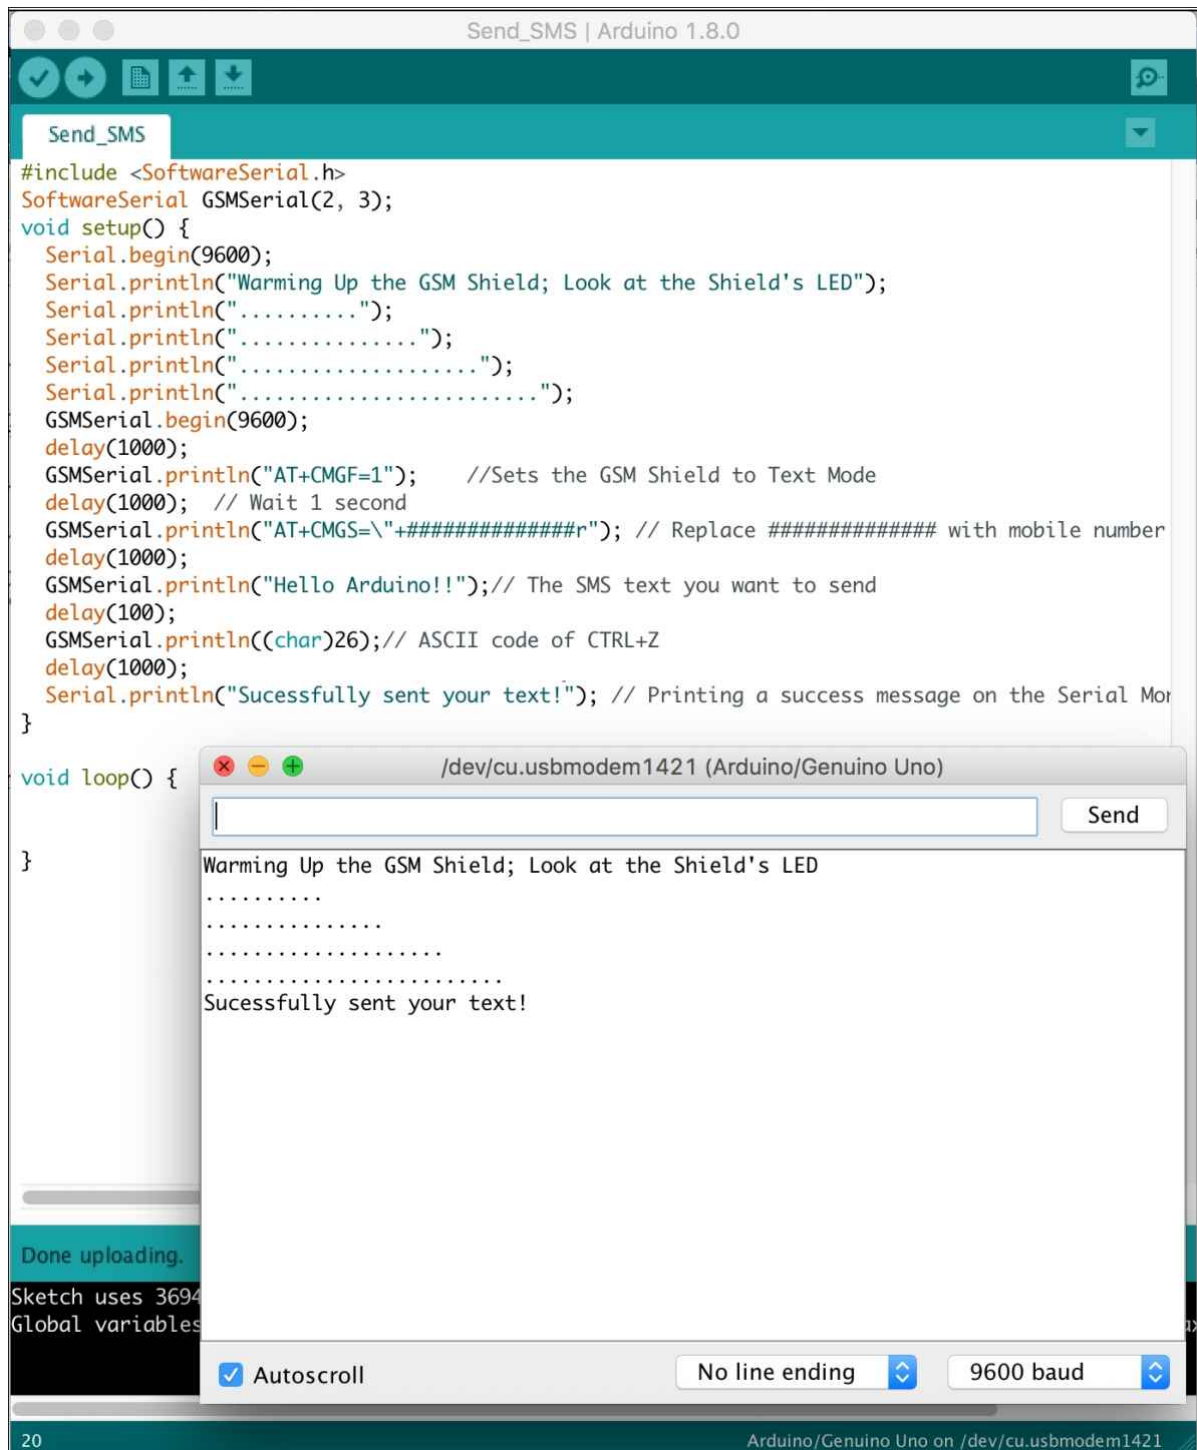 Send_SMS | Arduino 1.8.0
Send_SMS
#include <SoftwareSerial.h>
SoftwareSerial GSMSerial(2, 3);
void setup() {
  Serial.begin(9600);
  Serial.println("Warming Up the GSM Shield; Look at the Shield's LED");
  Serial.println("..........");
  Serial.println("...............");
  Serial.println("....................");
  Serial.println(".........................");
  GSMSerial.begin(9600);
  delay(1000);
  GSMSerial.println("AT+CMGF=1");    //Sets the GSM Shield to Text Mode
  delay(1000);  // Wait 1 second
  GSMSerial.println("AT+CMGS=\"+##############r"); // Replace ############## with mobile number
  delay(1000);
  GSMSerial.println("Hello Arduino!!");// The SMS text you want to send
  delay(100);
  GSMSerial.println((char)26);// ASCII code of CTRL+Z
  delay(1000);
  Serial.println("Sucessfully sent your text!"); // Printing a success message on the Serial Mor
}
void loop() {
}
/dev/cu.usbmodem1421 (Arduino/Genuino Uno)
Send
Warming Up the GSM Shield; Look at the Shield's LED
..........
...............
....................
.........................
Sucessfully sent your text!
Done uploading.
Sketch uses 3694
Global variables
Autoscroll
No line ending
9600 baud
20
Arduino/Genuino Uno on /dev/cu.usbmodem1421